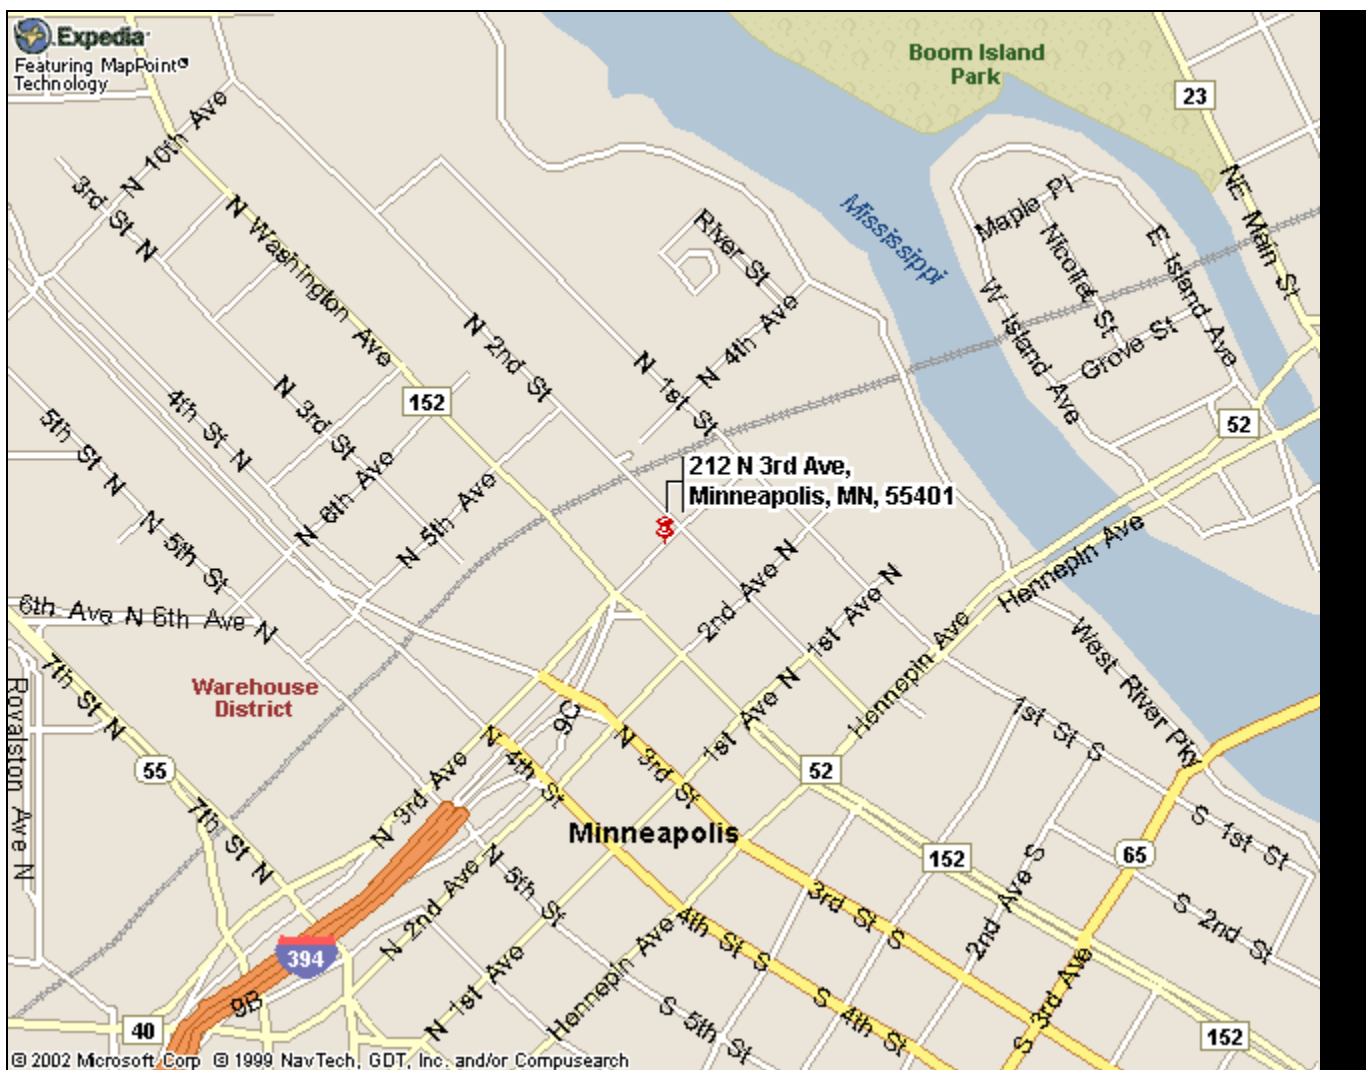 Expedia
Featuring MapPoint®
Technology
Boom Island
Park
23
N 10th Ave
3rd St N
N Washington Ave
River St
Mississippi
Maple Pl
Nicollet St
E Island Ave
NE Main St
W Island Ave
Grove St
N 2nd St
N 1st St
N 4th Ave
152
52
N 3rd St
4th St N
5th St N
N 6th Ave
N 5th Ave
N 5th St
212 N 3rd Ave,
Minneapolis, MN, 55401
2nd Ave N
1st Ave N
Hennepin Ave
Hennepin Ave
West River Pky
6th Ave N
6th Ave N
7th St N
Warehouse
District
Royalston Ave N
55
7th St N
9C
N 3rd St
N 4th St
N 3rd Ave
1st Ave N
52
1st St S
S 1st St
Minneapolis
152
65
N 5th St
N 2nd Ave
3rd St S
2nd Ave S
S 2nd St
4th St S
Hennepin Ave
394
9B
N 1st Ave
S 5th St
S 4th St
S 3rd Ave
40
152
© 2002 Microsoft Corp © 1999 NavTech, GDT, Inc. and/or Compusearch